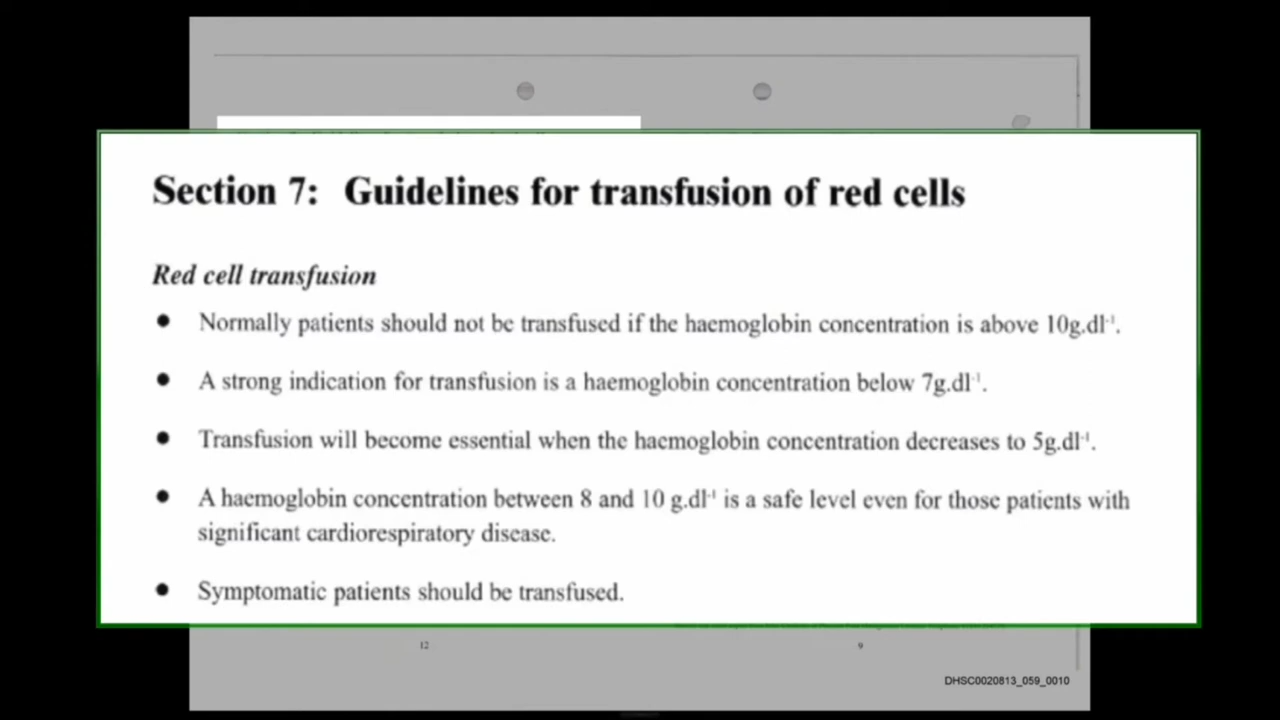 Section 7: Guidelines for transfusion of red cells
Red cell transfusion
● Normally patients should not be transfused if the haemoglobin concentration is above 10g.dl⁻¹.
● A strong indication for transfusion is a haemoglobin concentration below 7g.dl⁻¹.
● Transfusion will become essential when the haemoglobin concentration decreases to 5g.dl⁻¹.
● A haemoglobin concentration between 8 and 10 g.dl⁻¹ is a safe level even for those patients with
significant cardiorespiratory disease.
● Symptomatic patients should be transfused.
12
9
DHSC0020813_059_0010